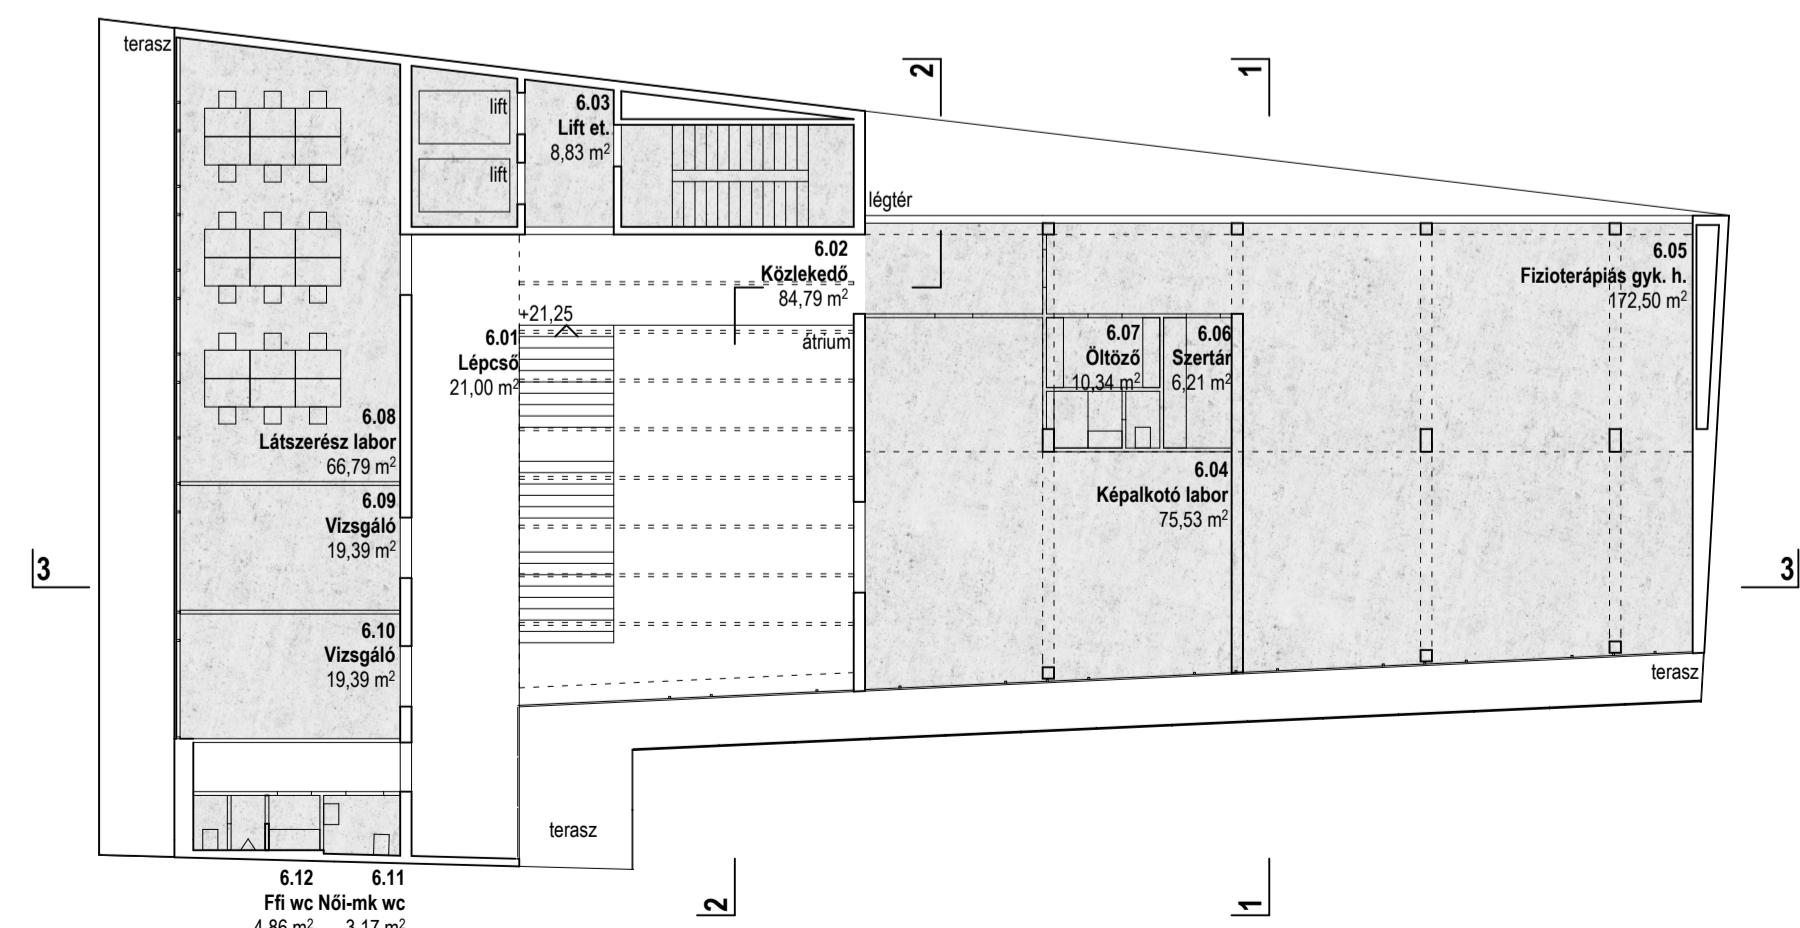 terasz
2
1
lift
6.03
Lift et.
8,83 m²
lift
légtér
6.02
Közlekedő
84,79 m²
6.05
Fizioterápiás gyk. h.
172,50 m²
+21,25
6.01
Lépcső
21,00 m²
átrium
6.07
Öltöző
10,34 m²
6.06
Szertár
6,21 m²
6.08
Látszerész labor
66,79 m²
6.04
Képalkotó labor
75,53 m²
6.09
Vizsgáló
19,39 m²
3
3
6.10
Vizsgáló
19,39 m²
terasz
terasz
6.12
Ffi wc
4,86 m²
6.11
Női-mk wc
3,17 m²
2
1